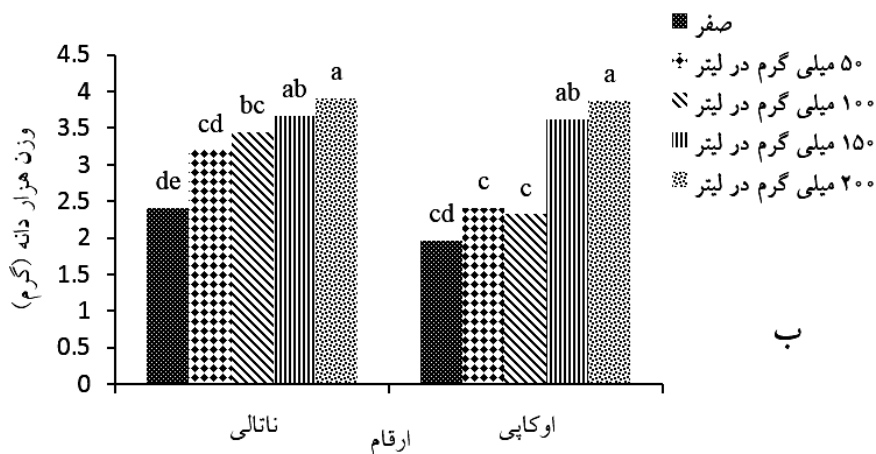 صفر
۵۰ میلی گرم در لیتر
۱۰۰ میلی گرم در لیتر
۱۵۰ میلی گرم در لیتر
۲۰۰ میلی گرم در لیتر
وزن هزار دانه (گرم)
4.5
4
3.5
3
2.5
2
1.5
1
0.5
0
de
cd
bc
ab
a
cd
c
c
ab
a
ناتالی
اوکاپی
ارقام
ب